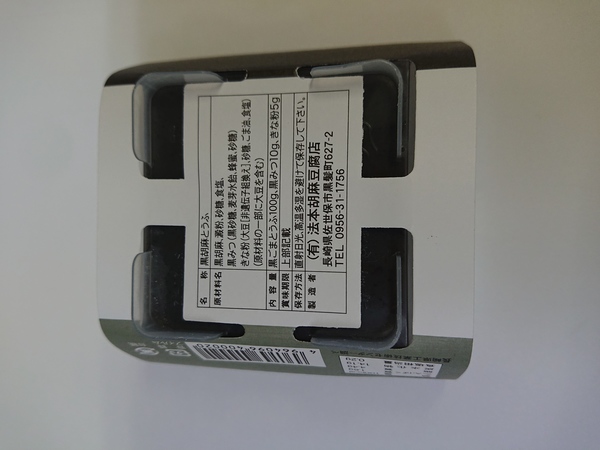 名　称 黒胡麻とうふ
原材料名 黒胡麻、澱粉、砂糖、食塩、
黒みつ（黒砂糖、麦芽水飴、蜂蜜、砂糖）
きな粉（大豆［非遺伝子組換え］、砂糖、ごま油、食塩）
（原材料の一部に大豆を含む）
内 容 量 黒ごまとうふ100g、黒みつ10g、きな粉5g
賞味期限 上部記載
保存方法 直射日光、高温多湿を避けて保存して下さい。
製 造 者 (有)法本胡麻豆腐店
長崎県佐世保市黒髪町627-2
TEL 0956-31-1756